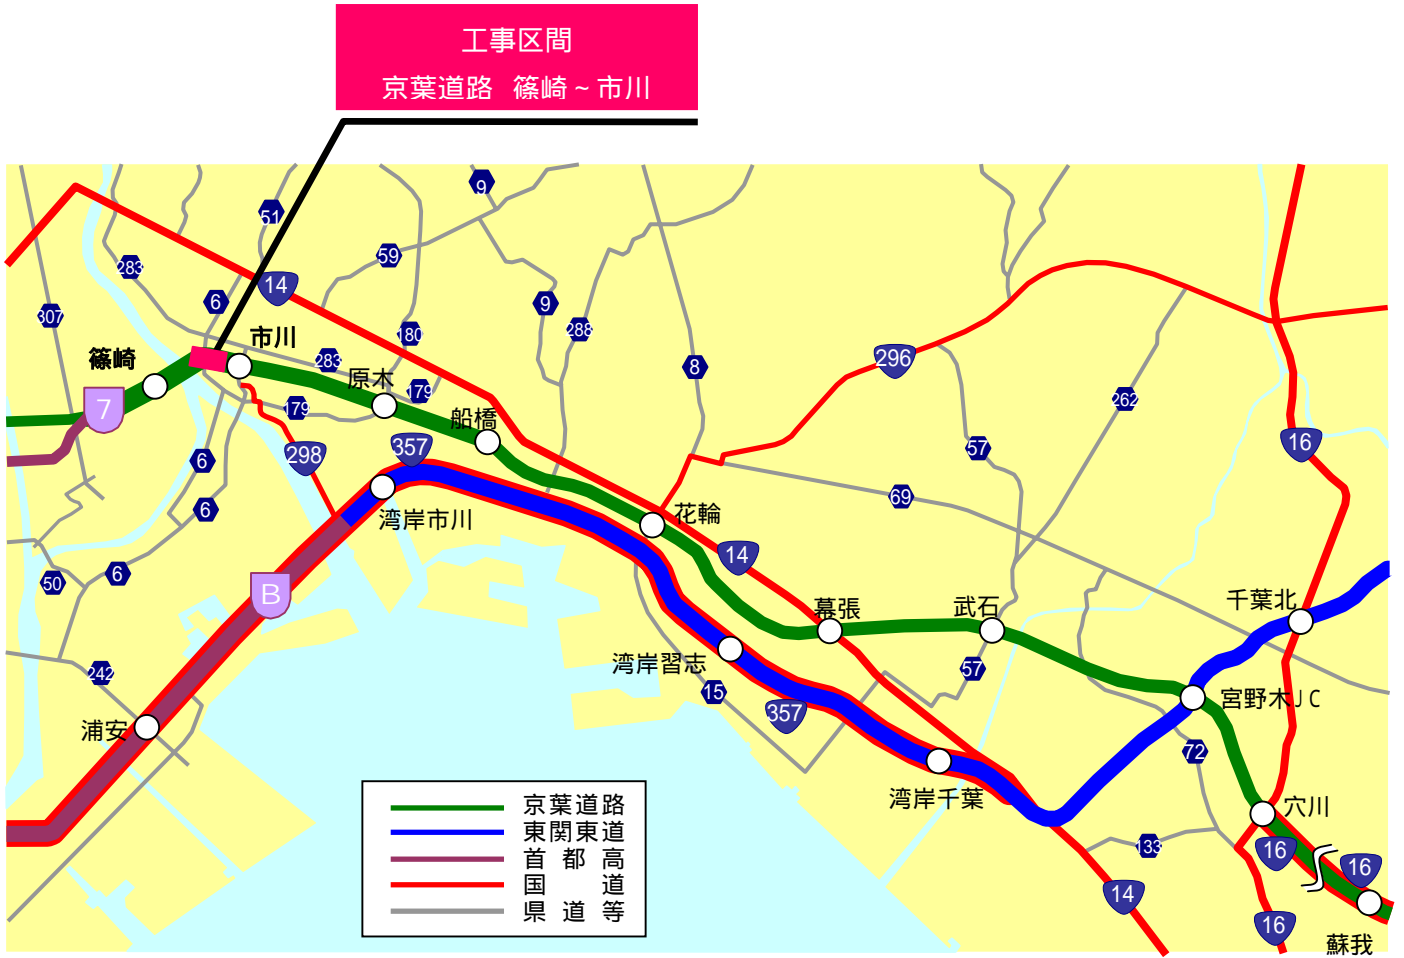 工事区間
京葉道路 篠崎~市川
9
51
59
283
9
6
14
307
288
市川
180
篠崎
283
8
296
原木
179
262
7
179
船橋
357
57
16
298
6
69
6
湾岸市川
花輪
14
50
6
B
幕張
武石
千葉北
湾岸習志
242
57
15
宮野木JC
357
浦安
72
湾岸千葉
穴川
京葉道路
東関東道
首都高
国道
県道等
133
16
16
14
16
蘇我